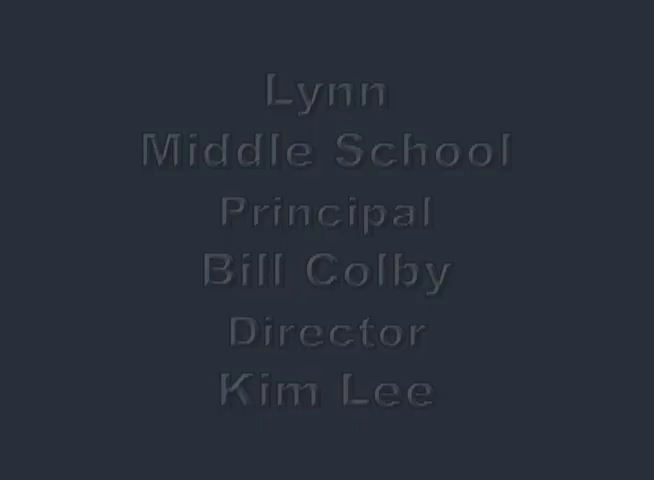 Lynn
Middle School
Principal
Bill Colby
Director
Kim Lee